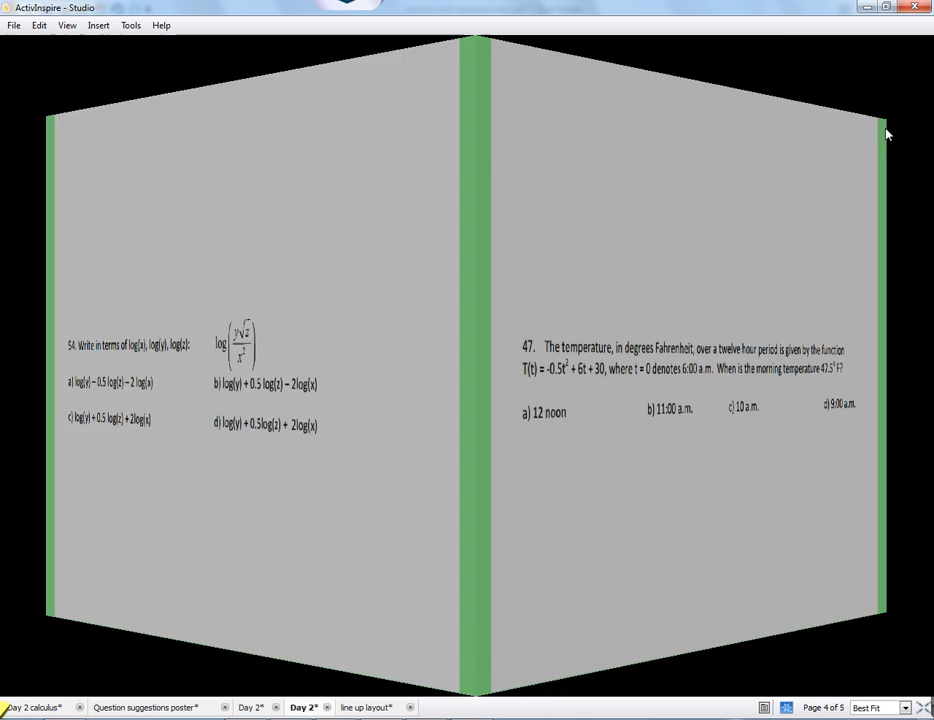 ActivInspire - Studio
File Edit View Insert Tools Help
54. Write in terms of log(x), log(y), log(z): log(y√z/x²)
a) log(y) – 0.5 log(z) – 2 log(x) b) log(y) + 0.5 log(z) – 2log(x)
c) log(y) + 0.5 log(z) + 2log(x) d) log(y) + 0.5log(z) + 2log(x)
47. The temperature, in degrees Fahrenheit, over a twelve hour period is given by the function
T(t) = -0.5t² + 6t + 30, where t = 0 denotes 6:00 a.m. When is the morning temperature 47.5° F?
a) 12 noon b) 11:00 a.m. c) 10 a.m. d) 9:00 a.m.
Day 2 calculus* Question suggestions poster* Day 2* Day 2* line up layout* Page 4 of 5 Best Fit